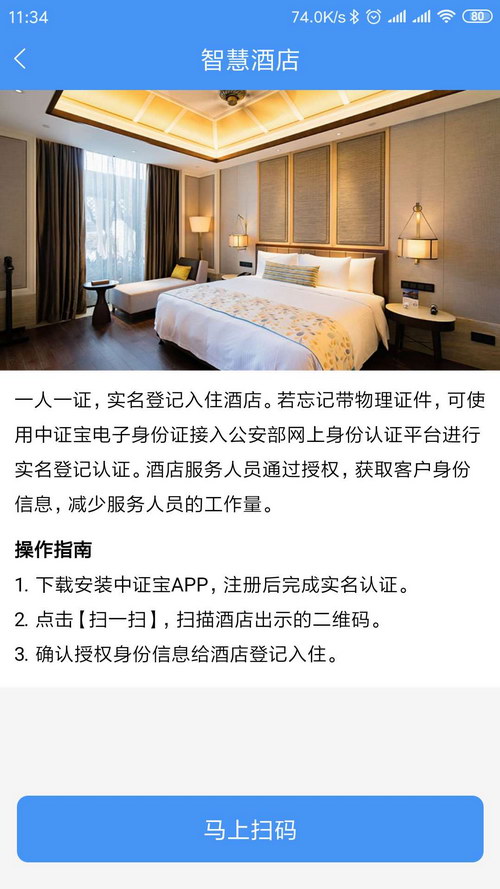 11:34 74.0K/s 80
智慧酒店
一人一证，实名登记入住酒店。若忘记带物理证件，可使
用中证宝电子身份证接入公安部网上身份认证平台进行
实名登记认证。酒店服务人员通过授权，获取客户身份
信息，减少服务人员的工作量。
操作指南
1. 下载安装中证宝APP，注册后完成实名认证。
2. 点击【扫一扫】，扫描酒店出示的二维码。
3. 确认授权身份信息给酒店登记入住。
马上扫码